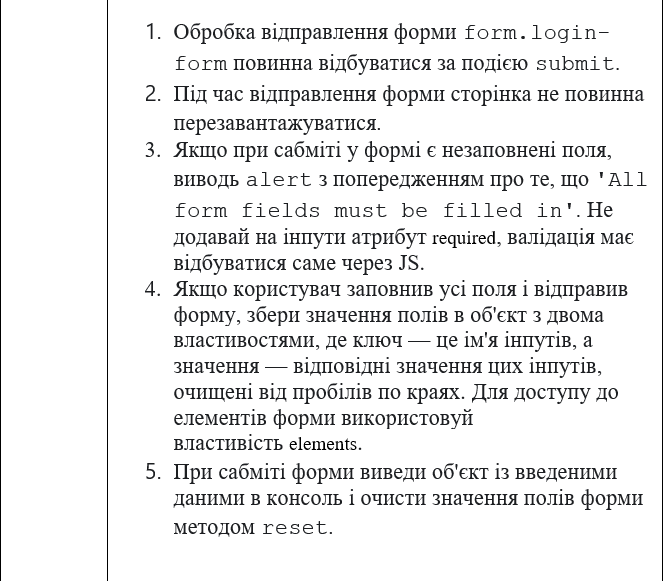 1. Обробка відправлення форми form.login-
form повинна відбуватися за подією submit.
2. Під час відправлення форми сторінка не повинна
перезавантажуватися.
3. Якщо при сабміті у формі є незаповнені поля,
виводь alert з попередженням про те, що 'All
form fields must be filled in'. Не
додавай на інпути атрибут required, валідація має
відбуватися саме через JS.
4. Якщо користувач заповнив усі поля і відправив
форму, збери значення полів в об'єкт з двома
властивостями, де ключ — це ім'я інпутів, а
значення — відповідні значення цих інпутів,
очищені від пробілів по краях. Для доступу до
елементів форми використовуй
властивість elements.
5. При сабміті форми виведи об'єкт із введеними
даними в консоль і очисти значення полів форми
методом reset.